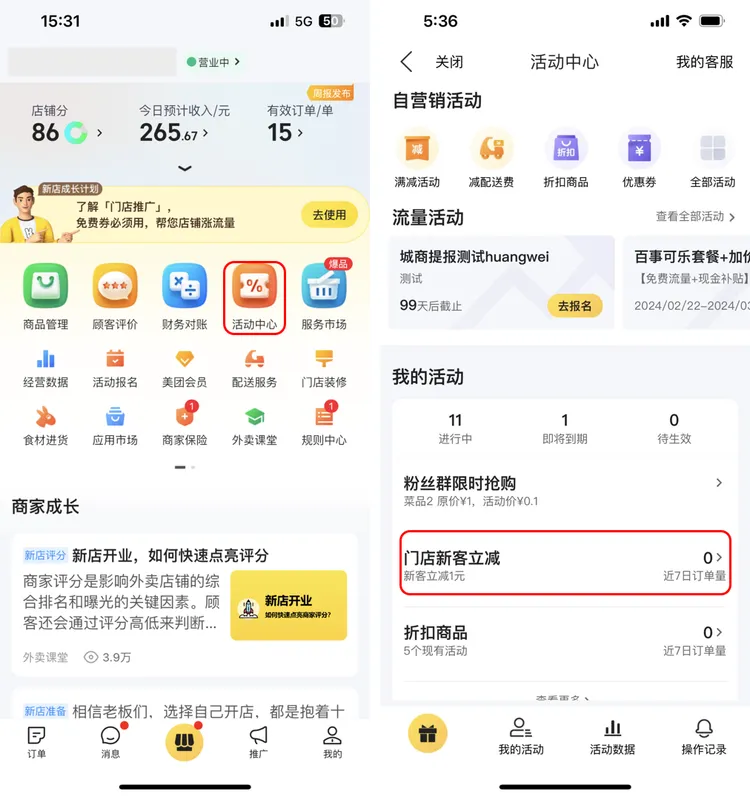 15:31
5G 50
营业中
周报发布
店铺分
今日预计收入/元
有效订单/单
86
265.67
15
新店成长计划
了解「门店推广」，
免费券必须用，帮您店铺涨流量
去使用
爆品
商品管理
顾客评价
财务对账
活动中心
服务市场
经营数据
活动报名
美团会员
配送服务
门店装修
1
1
食材进货
应用市场
商家保险
外卖课堂
规则中心
商家成长
新店评分 新店开业，如何快速点亮评分
商家评分是影响外卖店铺的综
合排名和曝光的关键因素。顾
客还会通过评分高低来判断...
新店开业
如何快速点亮商家评分?
外卖课堂 3.9万
新店准备 相信老板们，选择自己开店，都是抱着十
订单
消息
推广
我的
5:36
关闭
活动中心
我的客服
自营销活动
减
折扣
¥
满减活动
减配送费
折扣商品
优惠券
全部活动
流量活动
查看全部活动
城商提报测试huangwei
测试
99天后截止
去报名
百事可乐套餐+加价
【免费流量+现金补贴】
2024/02/22-2024/03
我的活动
11
1
0
进行中
即将到期
待生效
粉丝群限时抢购
菜品2 原价¥1，活动价¥0.1
门店新客立减
0
新客立减1元
近7日订单量
折扣商品
0
5个现有活动
近7日订单量
查看更多
我的活动
活动数据
操作记录